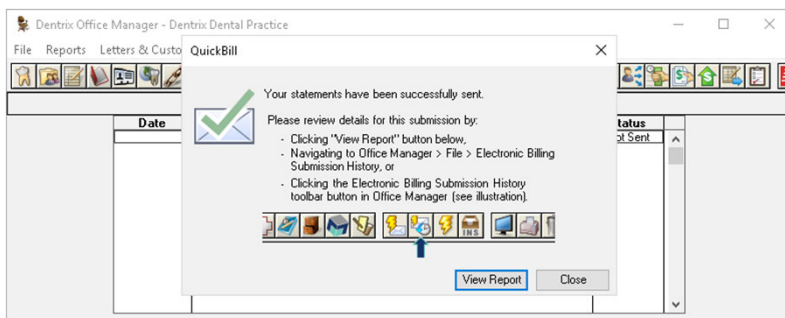 Dentrix Office Manager - Dentrix Dental Practice
File Reports Letters & Custo
QuickBill
Your statements have been successfully sent.
Please review details for this submission by:
- Clicking "View Report" button below,
- Navigating to Office Manager > File > Electronic Billing
Submission History, or
- Clicking the Electronic Billing Submission History
toolbar button in Office Manager (see illustration).
INS
View Report Close
Date
tatus
ot Sent